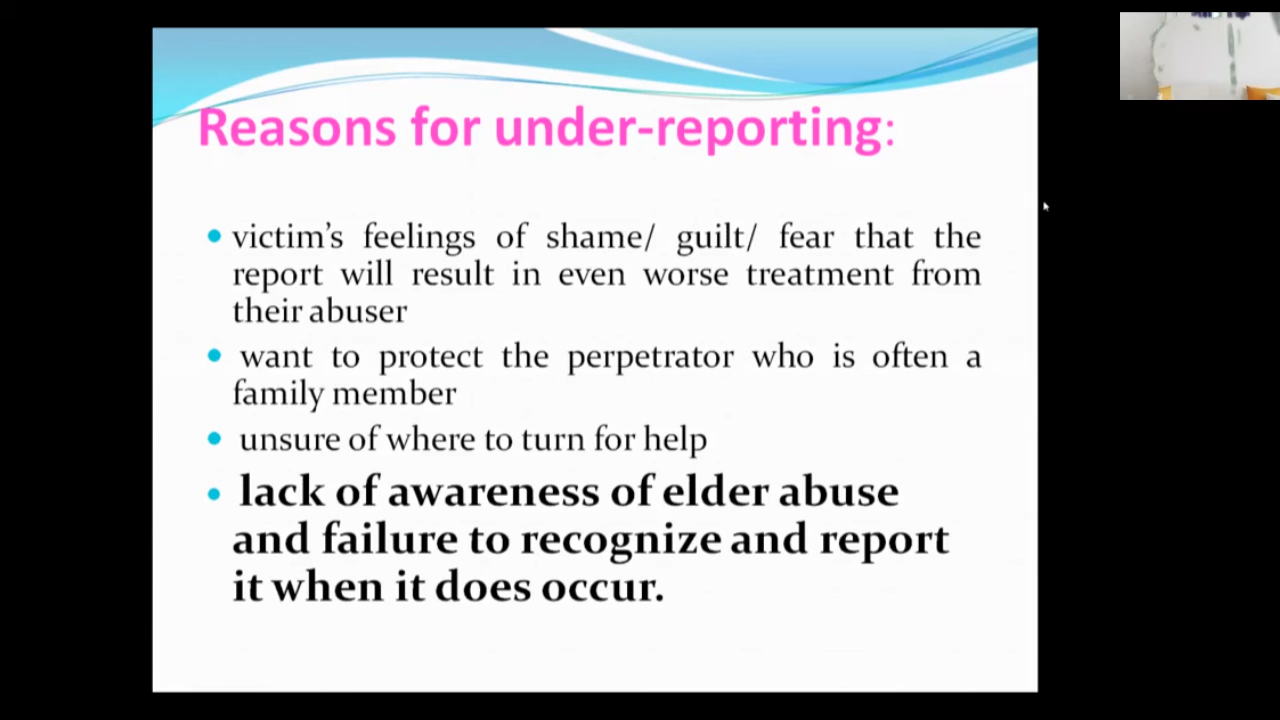 Reasons for under-reporting:
victim’s feelings of shame/ guilt/ fear that the
report will result in even worse treatment from
their abuser
want to protect the perpetrator who is often a
family member
unsure of where to turn for help
lack of awareness of elder abuse
and failure to recognize and report
it when it does occur.